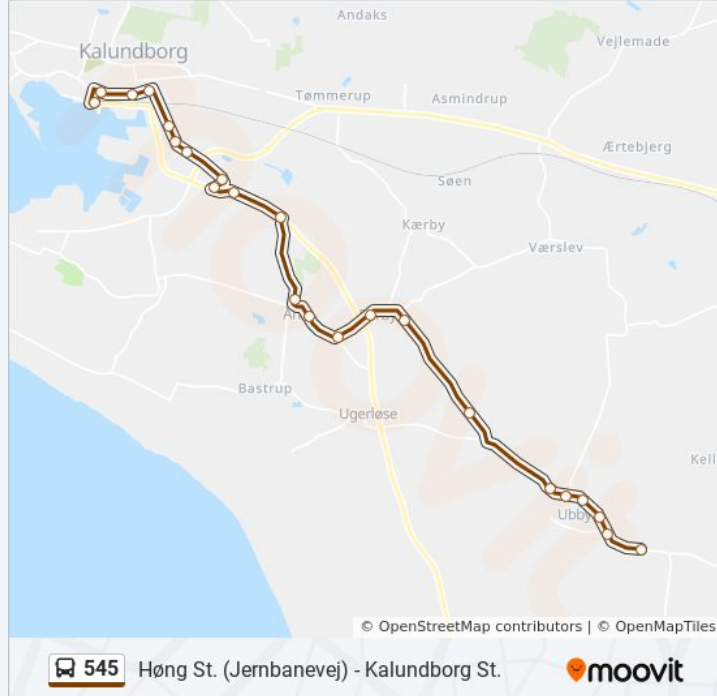 Andaks
Kalundborg
Vejlemade
Tømmerup
Asmindrup
Ærtebjerg
Søen
Kærby
Værslev
Bastrup
Ugerløse
Kell
Ubby
© OpenStreetMap contributors | © OpenMapTiles
545 Høng St. (Jernbanevej) - Kalundborg St.
moovit